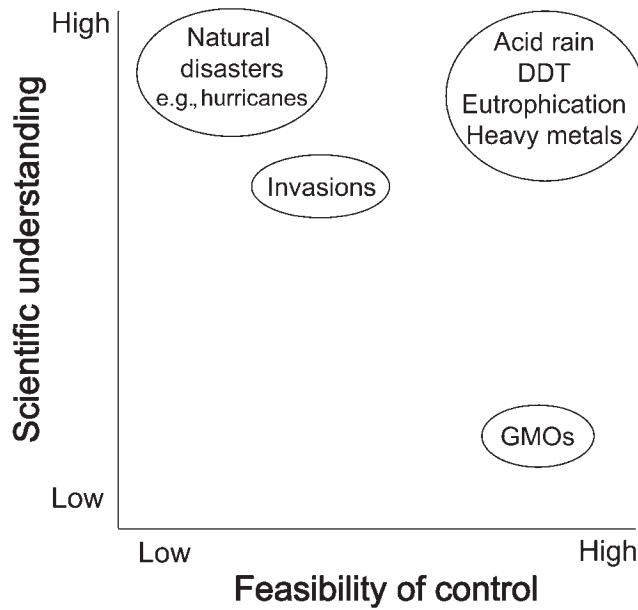 High
Natural
disasters
e.g., hurricanes
Acid rain
DDT
Eutrophication
Heavy metals
Invasions
Scientific understanding
GMOs
Low
Low
High
Feasibility of control